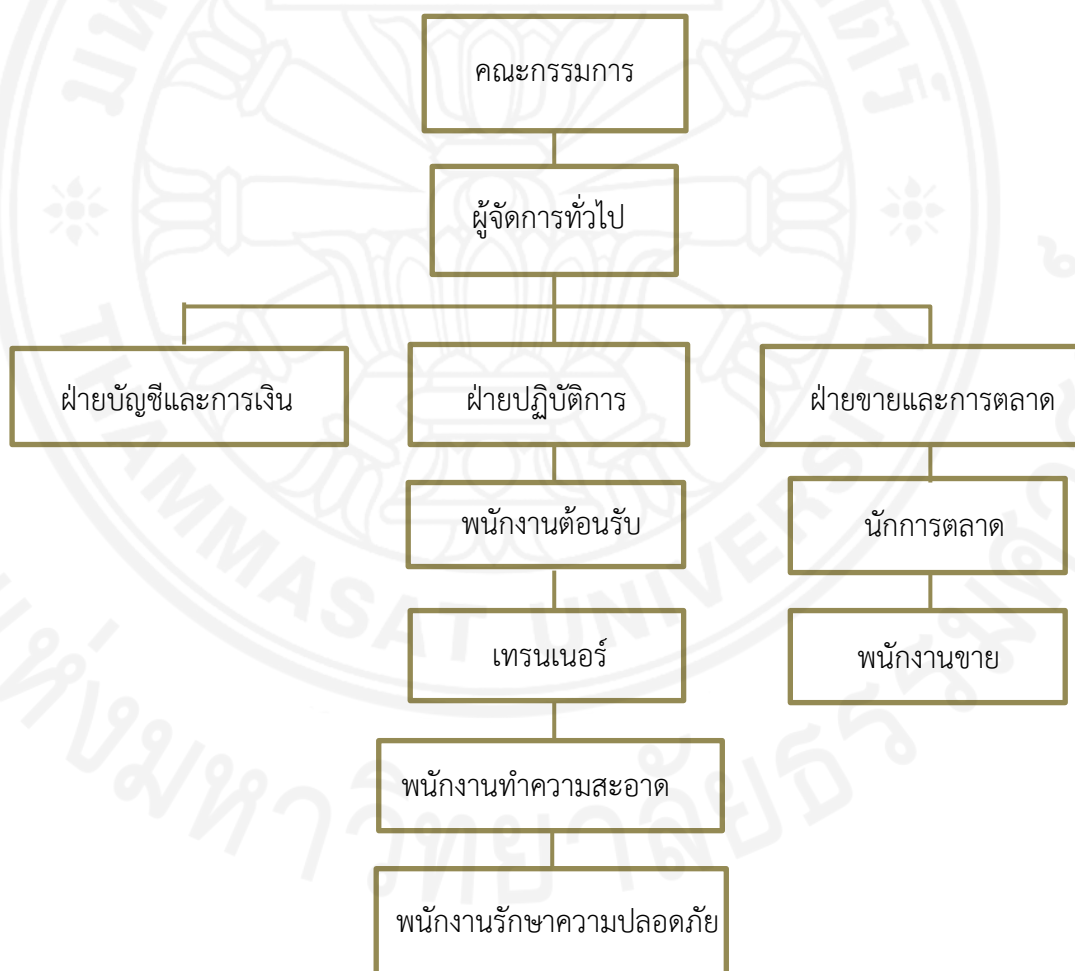 คณะกรรมการ
ผู้จัดการทั่วไป
ฝ่ายบัญชีและการเงิน
ฝ่ายปฏิบัติการ
ฝ่ายขายและการตลาด
พนักงานต้อนรับ
นักการตลาด
เทรนเนอร์
พนักงานขาย
พนักงานทำความสะอาด
พนักงานรักษาความปลอดภัย
THAMMASAT UNIVERSITY